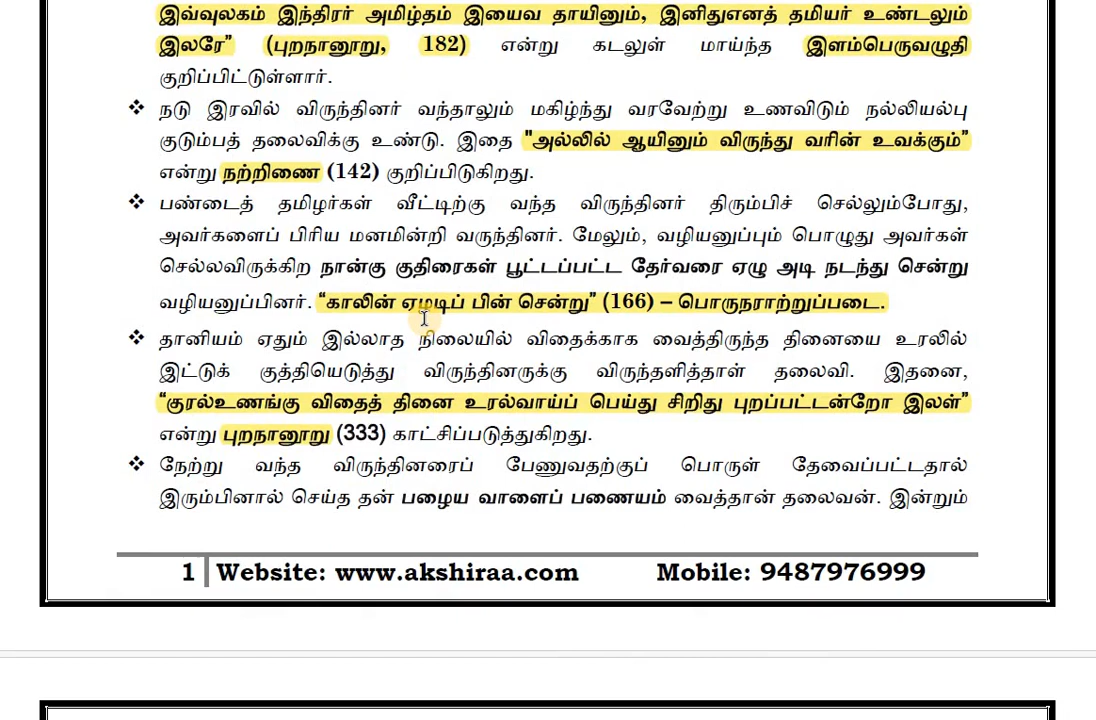 இவ்வுலகம் இந்திரர் அமிழ்தம் இயைவ தாயினும், இனிதுஎனத் தமியர் உண்டலும்
இலரே” (புறநானூறு, 182) என்று கடலுள் மாய்ந்த இளம்பெருவழுதி
குறிப்பிட்டுள்ளார்.
❖ நடு இரவில் விருந்தினர் வந்தாலும் மகிழ்ந்து வரவேற்று உணவிடும் நல்லியல்பு
குடும்பத் தலைவிக்கு உண்டு. இதை "அல்லில் ஆயினும் விருந்து வரின் உவக்கும்”
என்று நற்றிணை (142) குறிப்பிடுகிறது.
❖ பண்டைத் தமிழர்கள் வீட்டிற்கு வந்த விருந்தினர் திரும்பிச் செல்லும்போது,
அவர்களைப் பிரிய மனமின்றி வருந்தினர். மேலும், வழியனுப்பும் பொழுது அவர்கள்
செல்லவிருக்கிற நான்கு குதிரைகள் பூட்டப்பட்ட தேர்வரை ஏழு அடி நடந்து சென்று
வழியனுப்பினர். “காலின் ஏழடிப் பின் சென்று” (166) – பொருநராற்றுப்படை.
❖ தானியம் ஏதும் இல்லாத நிலையில் விதைக்காக வைத்திருந்த தினையை உரலில்
இட்டுக் குத்தியெடுத்து விருந்தினருக்கு விருந்தளித்தாள் தலைவி. இதனை,
“குரல்உணங்கு விதைத் தினை உரல்வாய்ப் பெய்து சிறிது புறப்பட்டன்றோ இலள்”
என்று புறநானூறு (333) காட்சிப்படுத்துகிறது.
❖ நேற்று வந்த விருந்தினரைப் பேணுவதற்குப் பொருள் தேவைப்பட்டதால்
இரும்பினால் செய்த தன் பழைய வாளைப் பணையம் வைத்தான் தலைவன். இன்றும்
1 Website: www.akshiraa.com Mobile: 9487976999